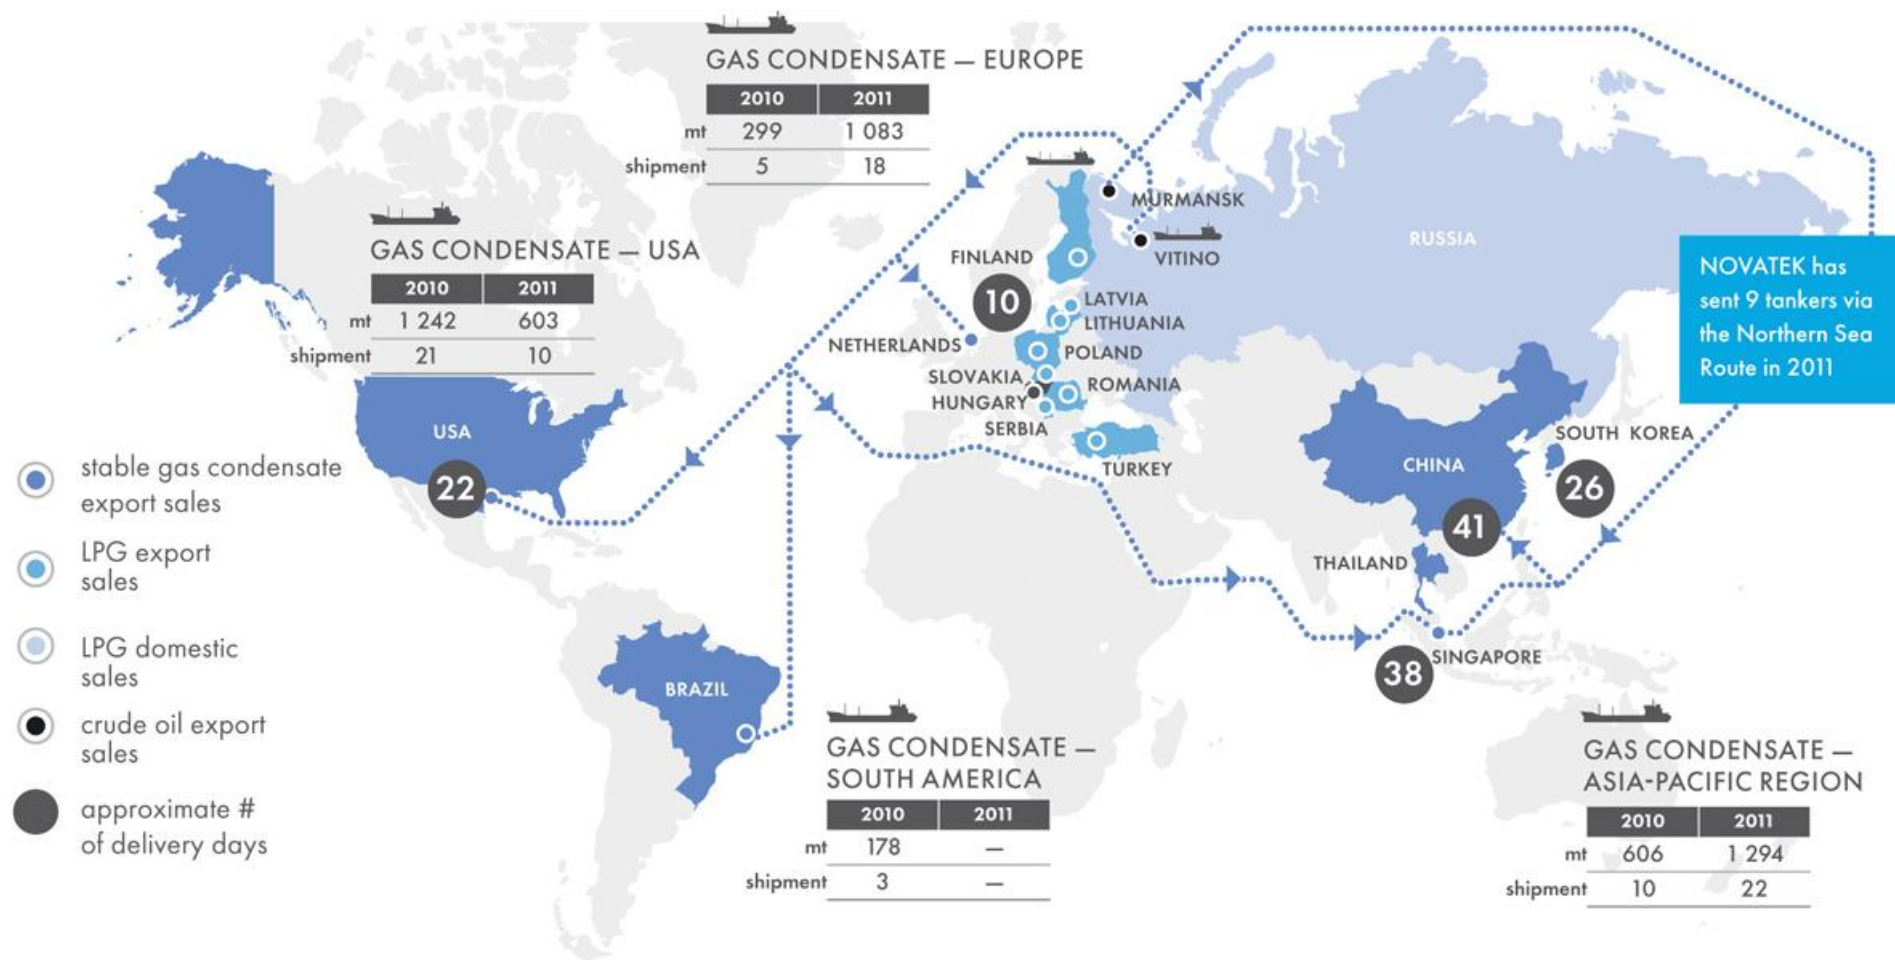 GAS CONDENSATE — EUROPE
2010 2011
mt 299 1 083
shipment 5 18
GAS CONDENSATE — USA
2010 2011
mt 1 242 603
shipment 21 10
MURMANSK
VITINO
RUSSIA
FINLAND
10
LATVIA
LITHUANIA
NETHERLANDS
POLAND
SLOVAKIA
ROMANIA
HUNGARY
SERBIA
TURKEY
NOVATEK has
sent 9 tankers via
the Northern Sea
Route in 2011
USA
22
SOUTH KOREA
26
CHINA
41
THAILAND
SINGAPORE
38
BRAZIL
stable gas condensate
export sales
LPG export
sales
LPG domestic
sales
crude oil export
sales
approximate #
of delivery days
GAS CONDENSATE —
SOUTH AMERICA
2010 2011
mt 178 —
shipment 3 —
GAS CONDENSATE —
ASIA-PACIFIC REGION
2010 2011
mt 606 1 294
shipment 10 22